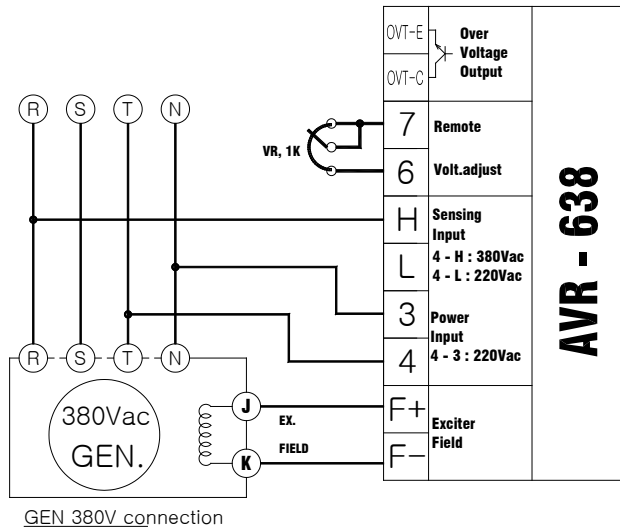 OVT-E
OVT-C
Over
Voltage
Output
R S T N
7
Remote
VR, 1K
6
Volt.adjust
H
Sensing
Input
L
4 - H : 380Vac
4 - L : 220Vac
3
Power
Input
4
4 - 3 : 220Vac
AVR - 638
R S T N
380Vac
GEN.
J
EX.
F+
Exciter
Field
K
FIELD
F-
GEN 380V connection